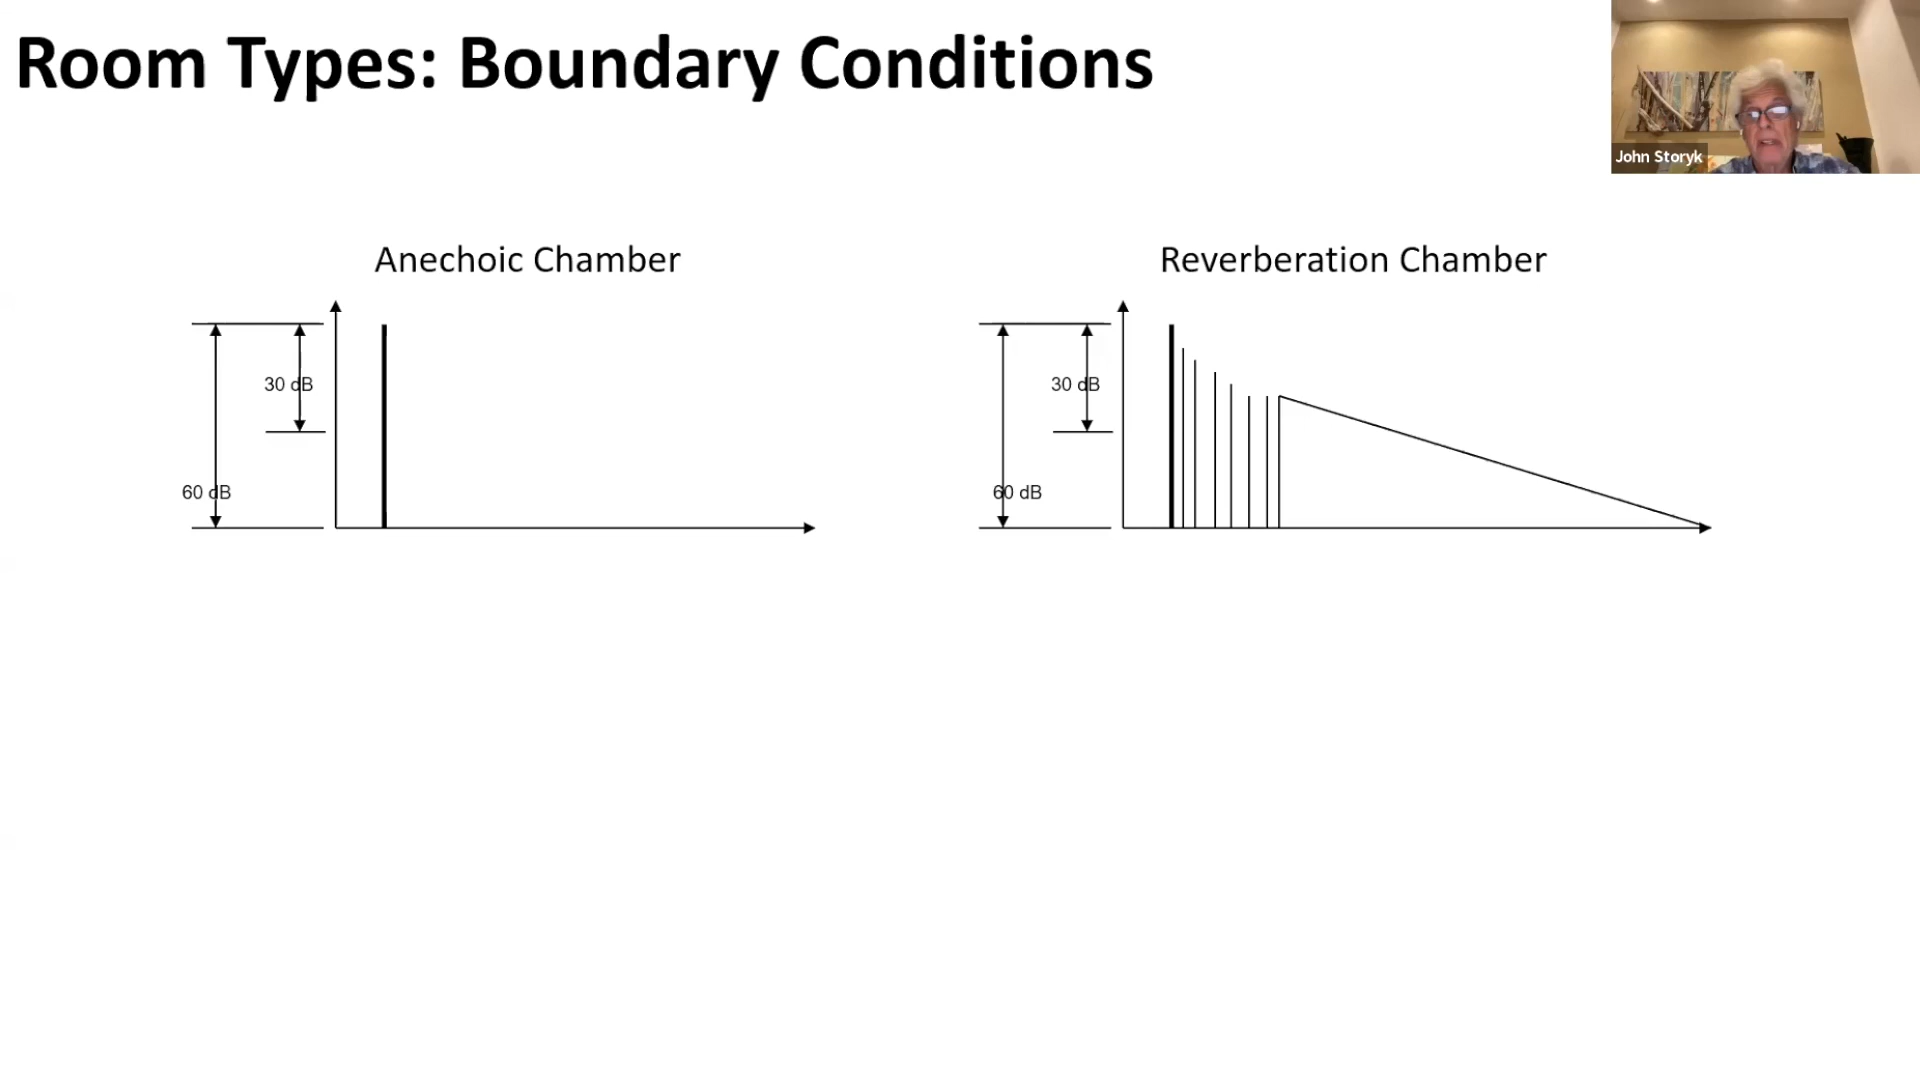 Room Types: Boundary Conditions
John Storyk
Anechoic Chamber
Reverberation Chamber
30 dB
60 dB
30 dB
60 dB